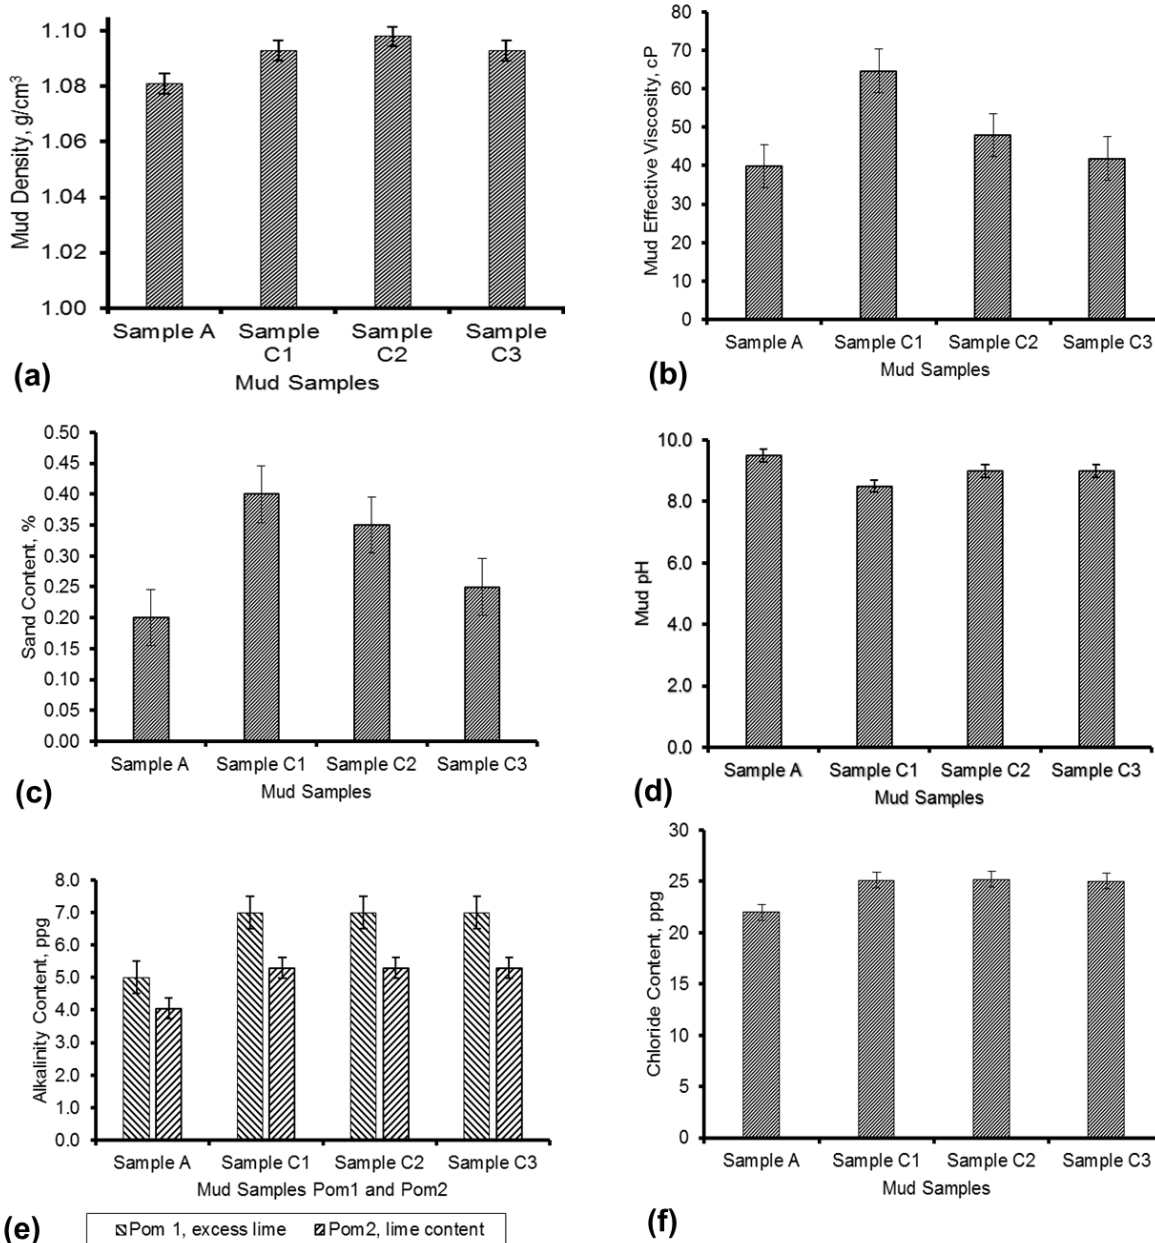 Mud Density, g/cm³
1.10
1.08
1.06
1.04
1.02
1.00
Sample A
Sample C1
Sample C2
Sample C3
Mud Samples
(a)
Mud Effective Viscosity, cP
80
70
60
50
40
30
20
10
0
Sample A Sample C1 Sample C2 Sample C3
Mud Samples
(b)
Sand Content, %
0.50
0.45
0.40
0.35
0.30
0.25
0.20
0.15
0.10
0.05
0.00
Sample A Sample C1 Sample C2 Sample C3
Mud Samples
(c)
Mud pH
10.0
8.0
6.0
4.0
2.0
0.0
Sample A Sample C1 Sample C2 Sample C3
Mud Samples
(d)
Alkalinity Content, ppg
8.0
7.0
6.0
5.0
4.0
3.0
2.0
1.0
0.0
Sample A Sample C1 Sample C2 Sample C3
Mud Samples Pom1 and Pom2
(e)
Pom 1, excess lime Pom2, lime content
Chloride Content, ppg
30
25
20
15
10
5
0
Sample A Sample C1 Sample C2 Sample C3
Mud Samples
(f)